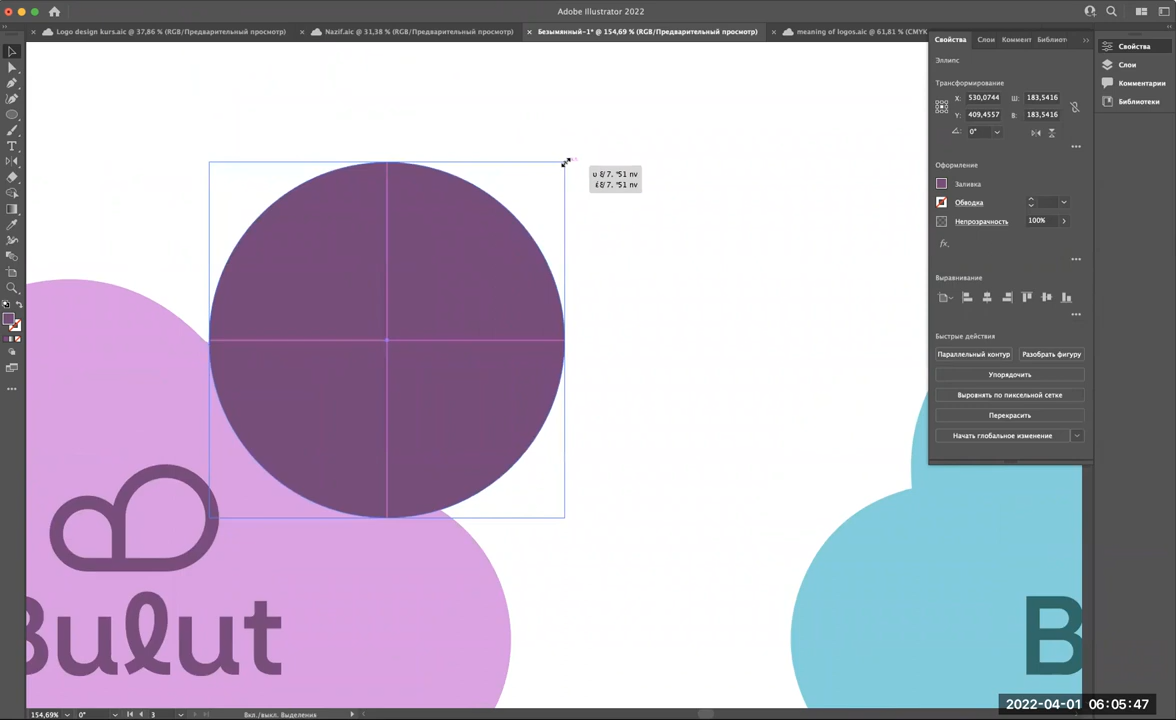 Adobe Illustrator 2022
Logo design kurs.aic @ 37,86 % (RGB/Предварительный просмотр)
Nazif.aic @ 31,38 % (RGB/Предварительный просмотр)
Безымянный-1* @ 154,69 % (RGB/Предварительный просмотр)
meaning of logos.aic @ 61,81 % (CMYK
Свойства
Слои
Коммент
Библиот
Свойства
Слои
Комментарии
Библиотеки
Эллипс
Трансформирование
X: 530,0744
Ш: 183,5416
Y: 409,4557
В: 183,5416
0°
Оформление
Заливка
Обводка
Непрозрачность
100%
fx
Выравнивание
Быстрые действия
Параллельный контур
Разобрать фигуру
Упорядочить
Выровнять по пиксельной сетке
Перекрасить
Начать глобальное изменение
Bulut
B
154,69%
0°
3
Вкл./выкл. Выделения
2022-04-01 06:05:47